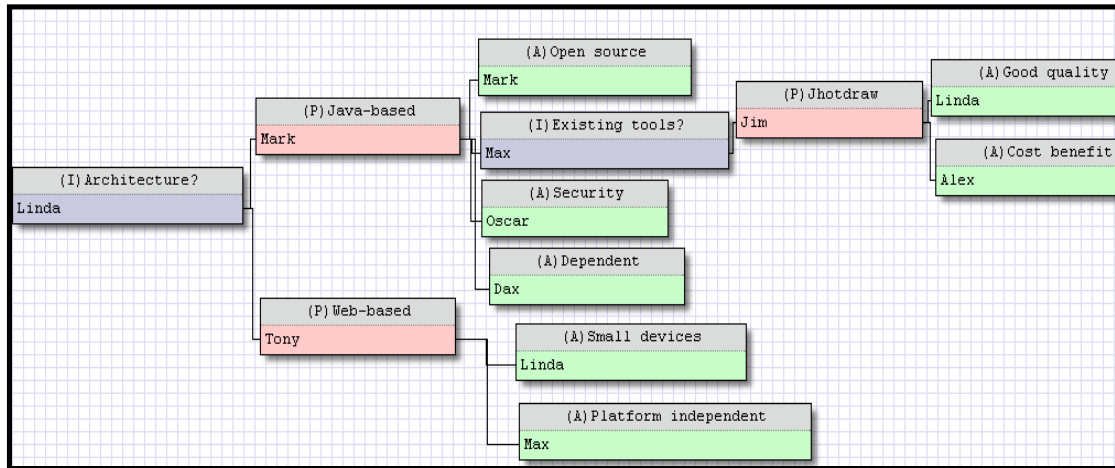 (I)Architecture?
Linda
(P)Java-based
Mark
(A)Open source
Mark
(I)Existing tools?
Max
(P)Jhotdraw
Jim
(A)Good quality
Linda
(A)Cost benefit
Alex
(A)Security
Oscar
(A)Dependent
Dax
(P)Web-based
Tony
(A)Small devices
Linda
(A)Platform independent
Max